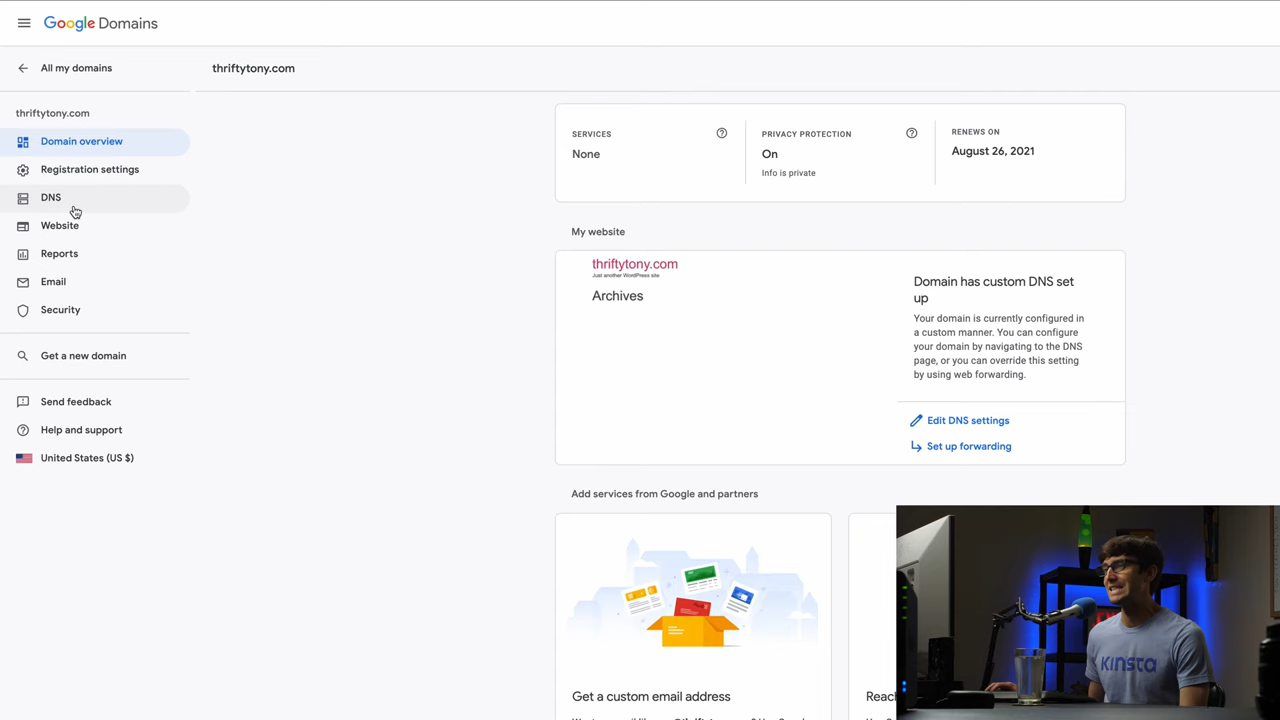 Google Domains
All my domains
thriftytony.com
thriftytony.com
Domain overview
Registration settings
DNS
Website
Reports
Email
Security
Get a new domain
Send feedback
Help and support
United States (US $)
SERVICES
None
PRIVACY PROTECTION
On
Info is private
RENEWS ON
August 26, 2021
My website
thriftytony.com
Just another WordPress site
Archives
Domain has custom DNS set
up
Your domain is currently configured in
a custom manner. You can configure
your domain by navigating to the DNS
page, or you can override this setting
by using web forwarding.
Edit DNS settings
Set up forwarding
Add services from Google and partners
Get a custom email address
Reac
KINSTA